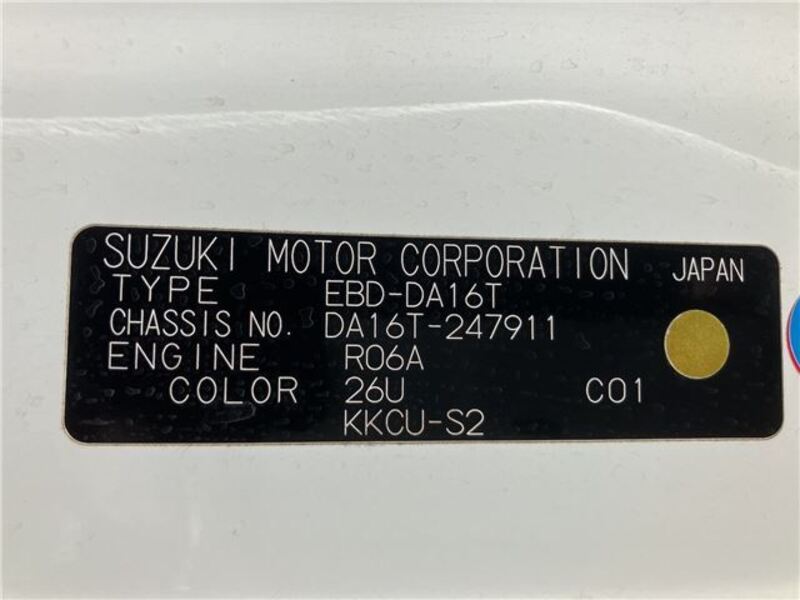 SUZUKI MOTOR CORPORATION JAPAN
TYPE EBD-DA16T
CHASSIS NO. DA16T-247911
ENGINE R06A
COLOR 26U C01
KKCU-S2